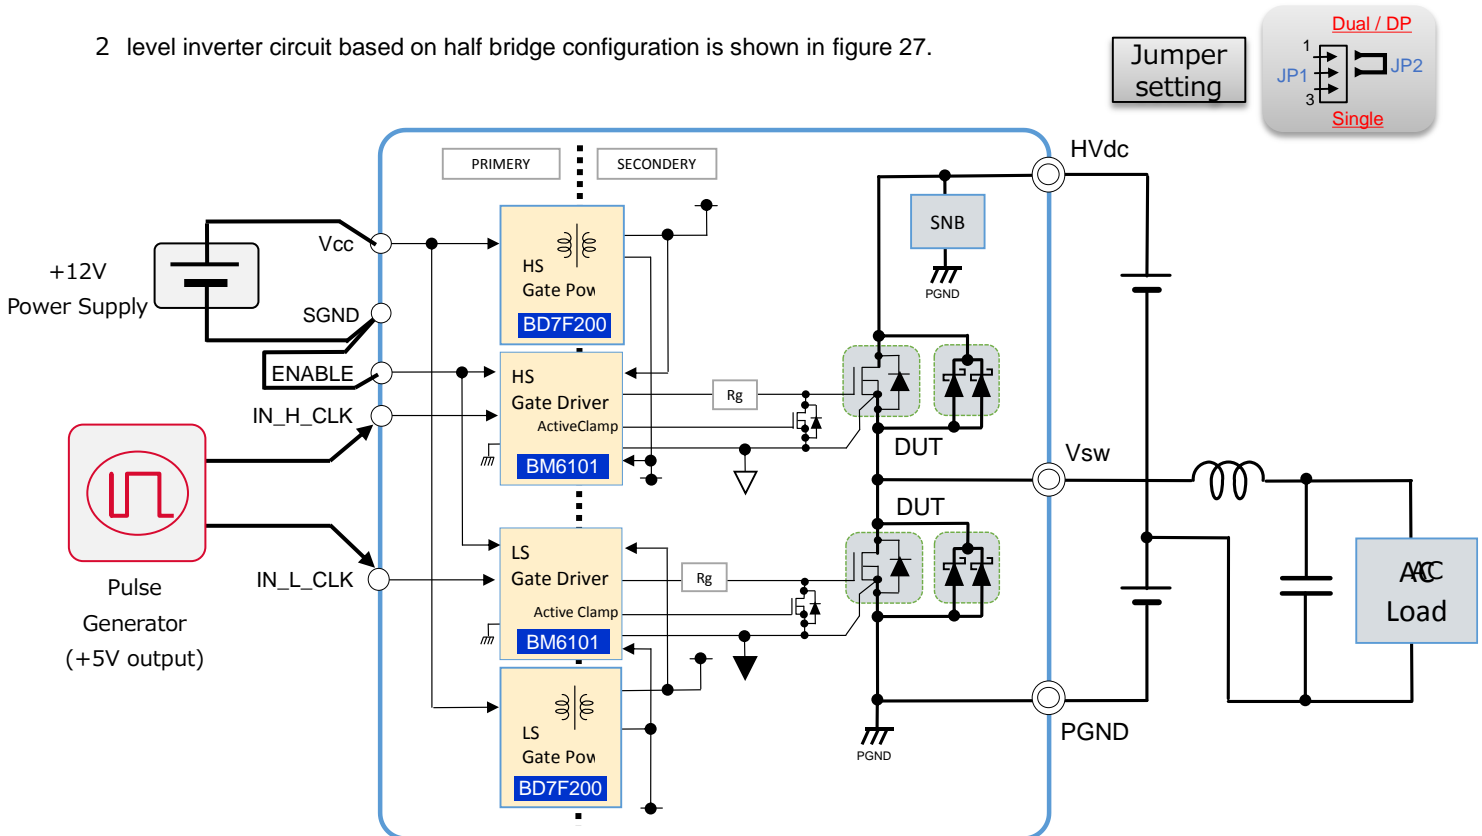 2 level inverter circuit based on half bridge configuration is shown in figure 27.
Jumper
setting
Dual / DP
1
JP1
JP2
3
Single
HVdc
PRIMERY
SECONDERY
SNB
PGND
Vcc
+12V
Power Supply
SGND
HS
Gate Pow
BD7F200
ENABLE
HS
Gate Driver
ActiveClamp
BM6101
Rg
IN_H_CLK
DUT
Vsw
DUT
LS
Gate Driver
Active Clamp
BM6101
Rg
IN_L_CLK
Pulse
Generator
(+5V output)
AC
Load
LS
Gate Pow
BD7F200
PGND
PGND